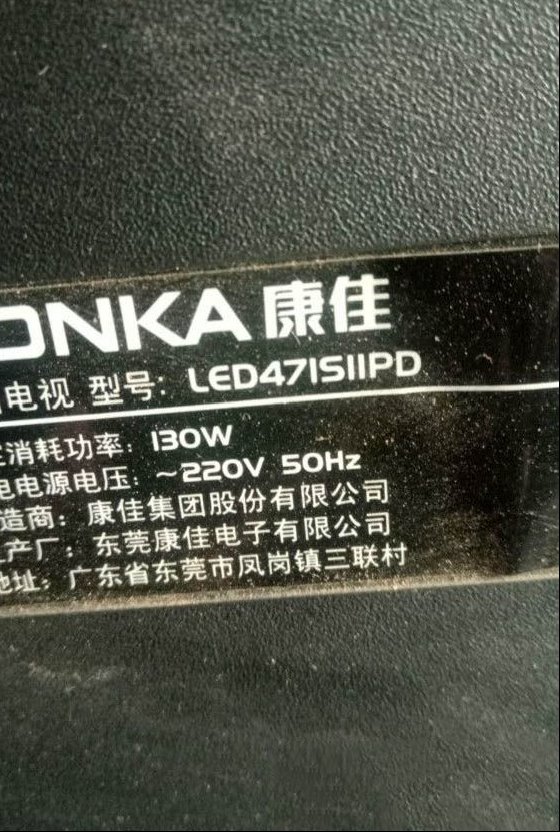 ONKA 康佳
电视 型号: LED47IS11PD
消耗功率: 130W
电源电压: ~220V 50Hz
造商: 康佳集团股份有限公司
产厂: 东莞康佳电子有限公司
地址: 广东省东莞市凤岗镇三联村